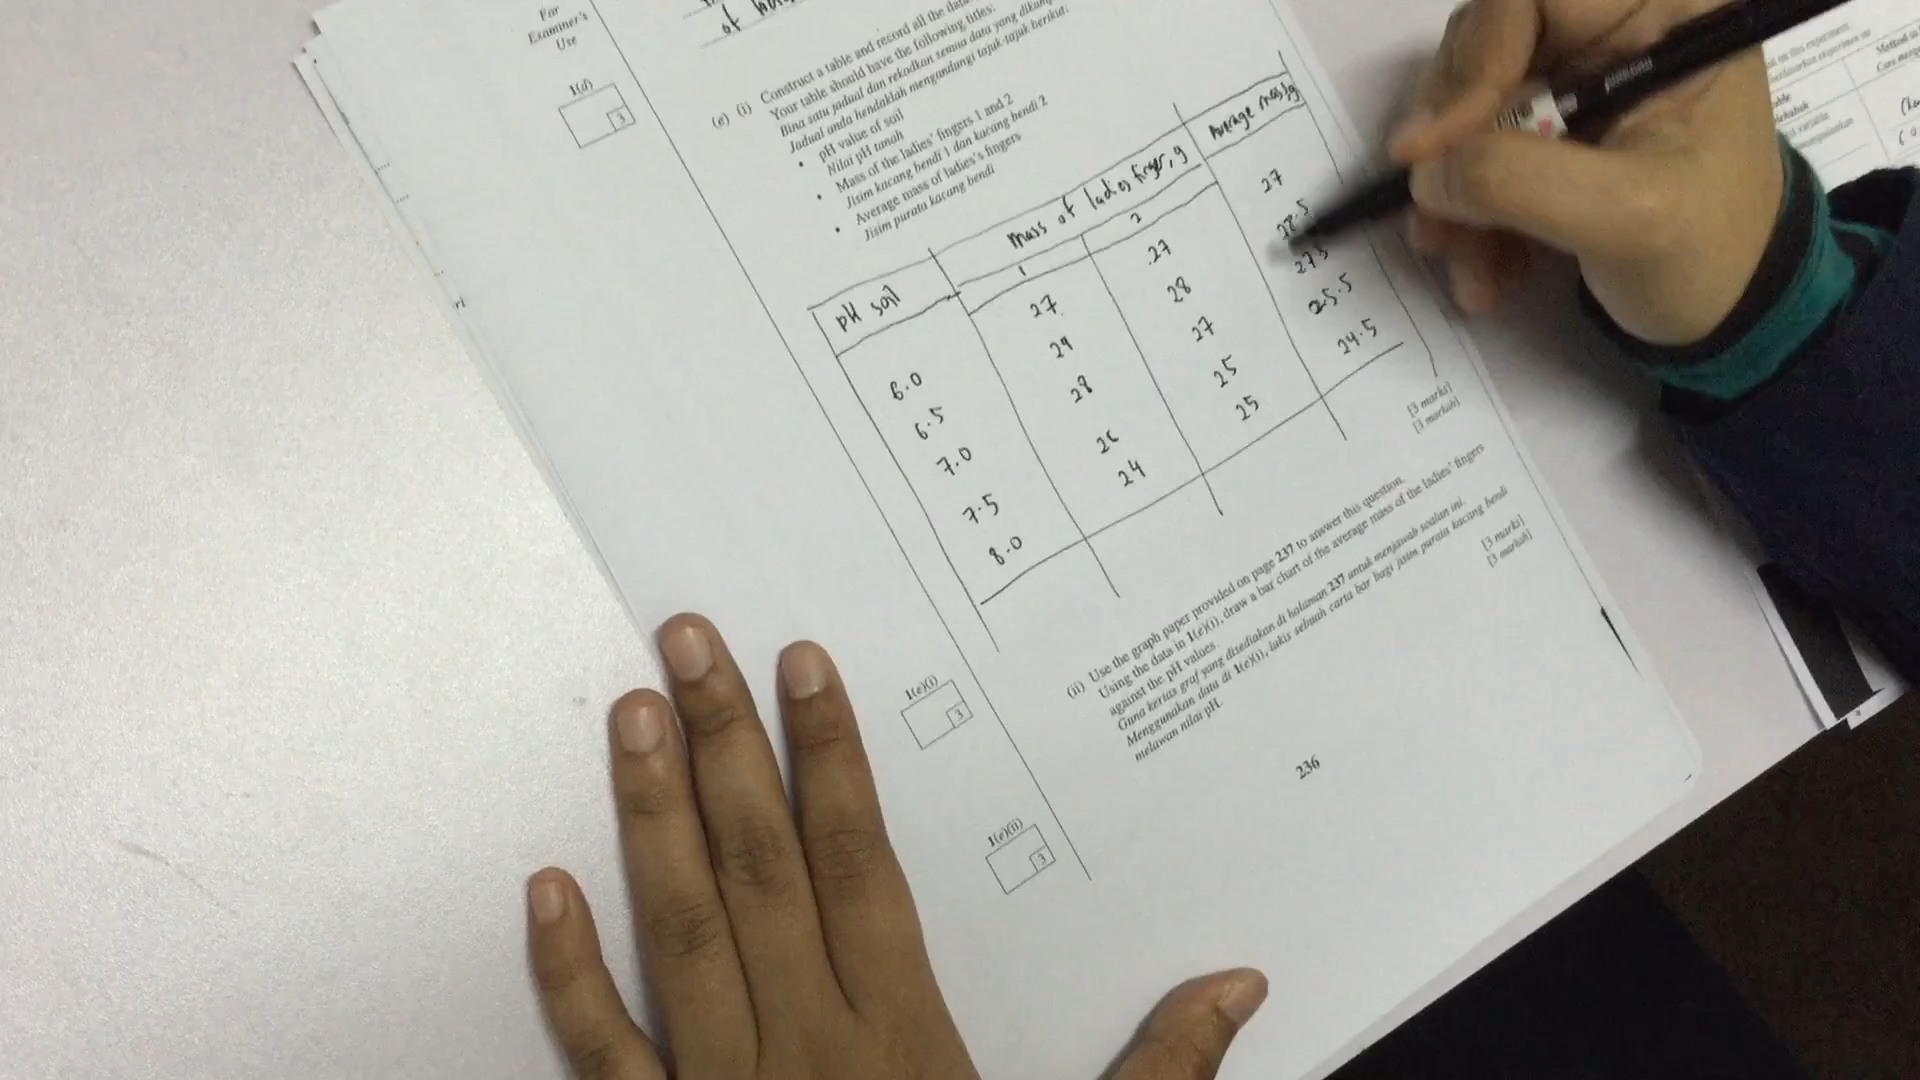 For
Examiner's
Use
1(d)
3
of
(e) (i) Construct a table and record all the data
Your table should have the following titles:
Bina satu jadual dan rekodkan semua data yang
Jadual anda hendaklah mengandungi tajuk-tajuk berikut:
• pH value of soil
Nilai pH tanah
• Mass of the ladies' fingers 1 and 2
Jisim kacang bendi 1 dan kacang bendi 2
• Average mass of ladies's fingers
Jisim purata kacang bendi
pH soil Mass of ladies finger, g Average mass, g
1 2
6.0 27 27 27
6.5 29 28 28.5
7.0 28 27 27.5
7.5 26 25 25.5
8.0 24 25 24.5
[3 marks]
[3 markah]
1(e)(i)
3
(ii) Use the graph paper provided on page 237 to answer this question.
Using the data in 1(e)(i), draw a bar chart of the average mass of the ladies' fingers
against the pH values.
Guna kertas graf yang disediakan di halaman 237 untuk menjawab soalan ini.
Menggunakan data di 1(e)(i), lukis sebuah carta bar bagi jisim purata kacang bendi
melawan nilai pH.
[3 marks]
[3 markah]
1(e)(ii)
3
236